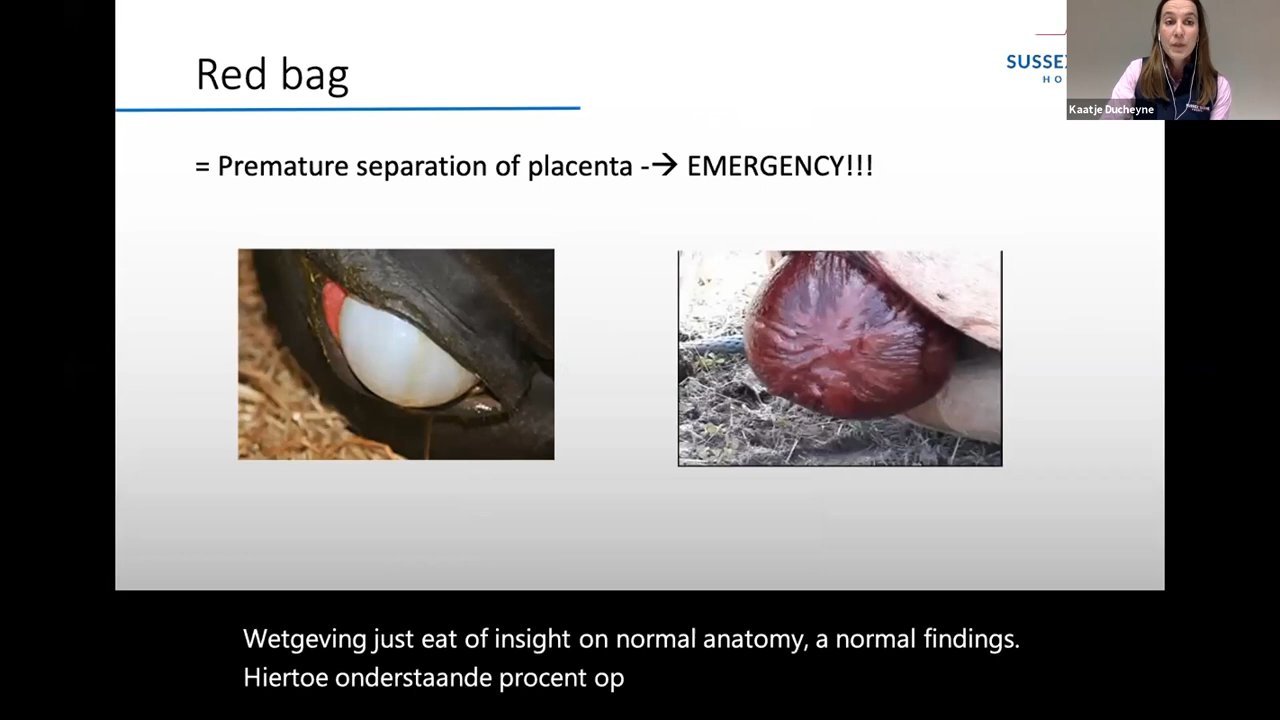 Red bag
SUSSEX
HO
Kaatje Ducheyne
= Premature separation of placenta -→ EMERGENCY!!!
Wetgeving just eat of insight on normal anatomy, a normal findings.
Hiertoe onderstaande procent op